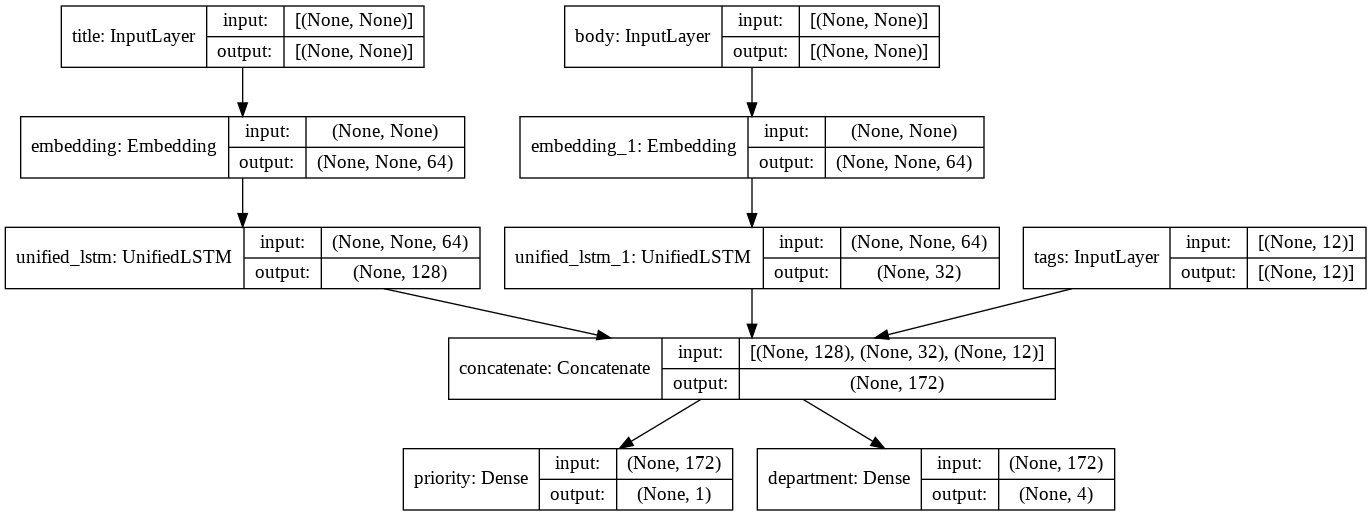 title: InputLayer
input:
[(None, None)]
output:
[(None, None)]
body: InputLayer
input:
[(None, None)]
output:
[(None, None)]
embedding: Embedding
input:
(None, None)
output:
(None, None, 64)
embedding_1: Embedding
input:
(None, None)
output:
(None, None, 64)
unified_lstm: UnifiedLSTM
input:
(None, None, 64)
output:
(None, 128)
unified_lstm_1: UnifiedLSTM
input:
(None, None, 64)
output:
(None, 32)
tags: InputLayer
input:
[(None, 12)]
output:
[(None, 12)]
concatenate: Concatenate
input:
[(None, 128), (None, 32), (None, 12)]
output:
(None, 172)
priority: Dense
input:
(None, 172)
output:
(None, 1)
department: Dense
input:
(None, 172)
output:
(None, 4)